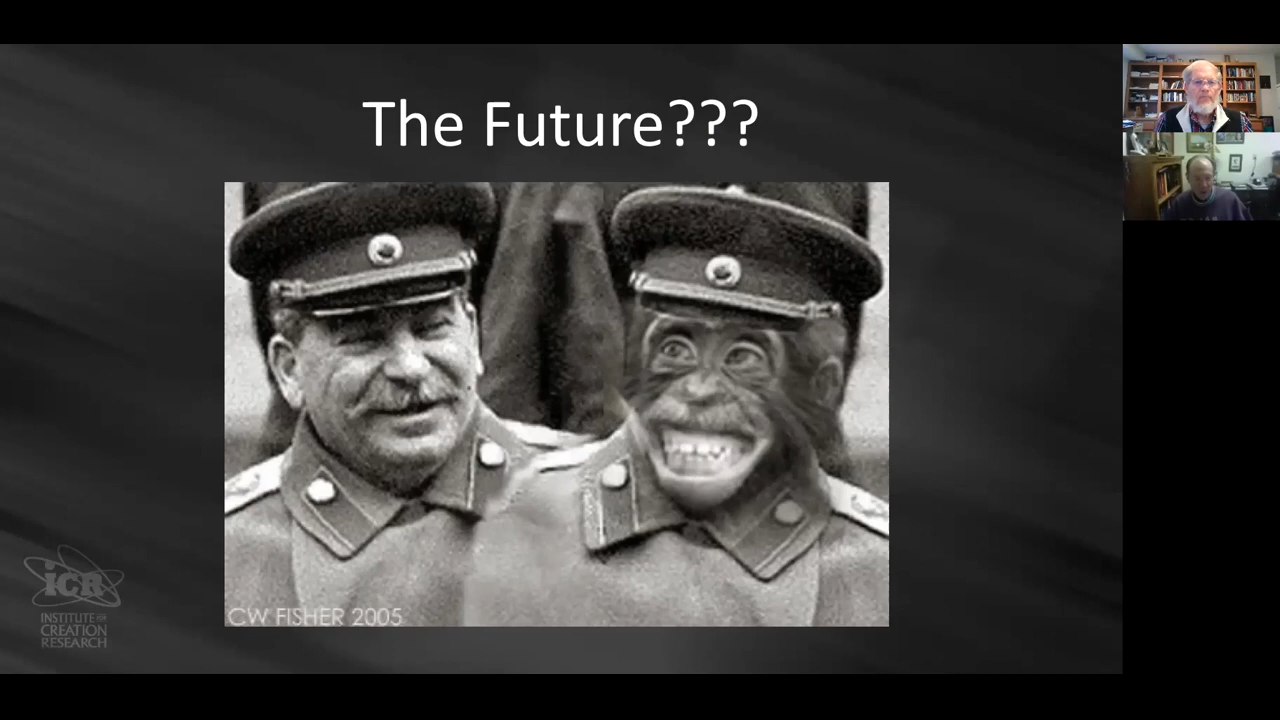 The Future???
CW FISHER 2005
iCR
INSTITUTE FOR
CREATION
RESEARCH